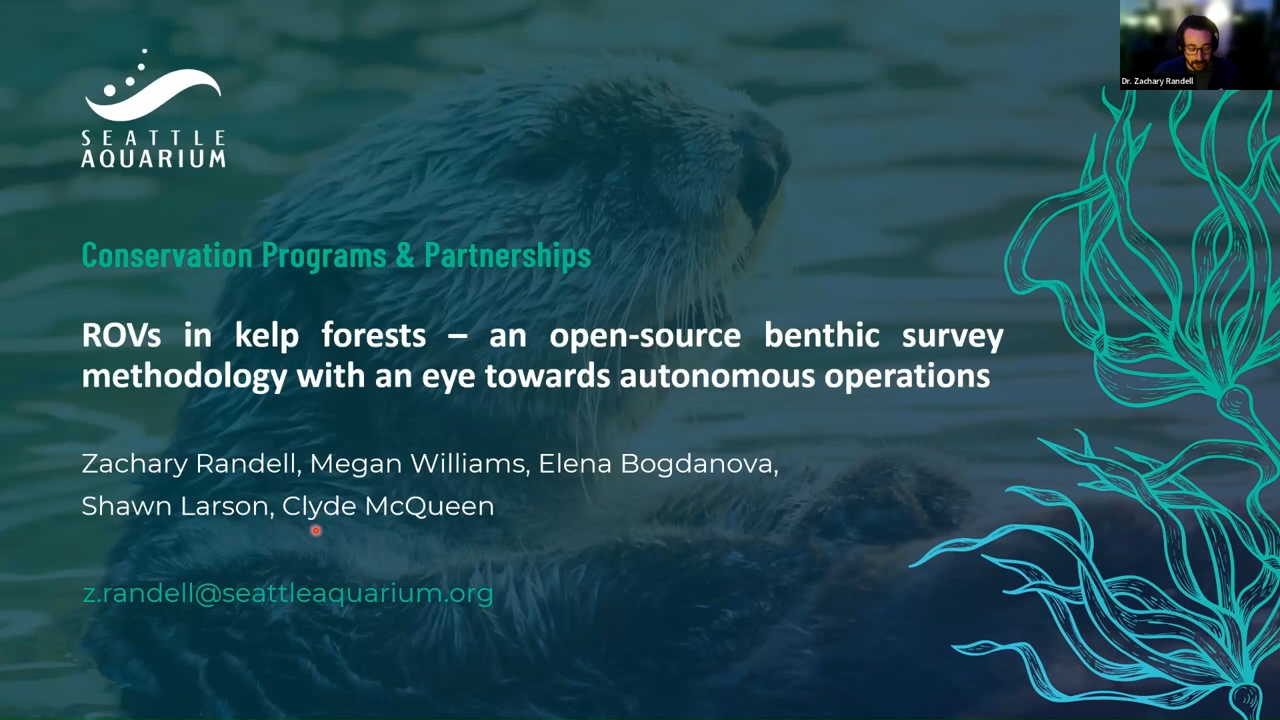 Dr. Zachary Randell
SEATTLE
AQUARIUM
Conservation Programs & Partnerships
ROVs in kelp forests – an open-source benthic survey
methodology with an eye towards autonomous operations
Zachary Randell, Megan Williams, Elena Bogdanova,
Shawn Larson, Clyde McQueen
z.randell@seattleaquarium.org